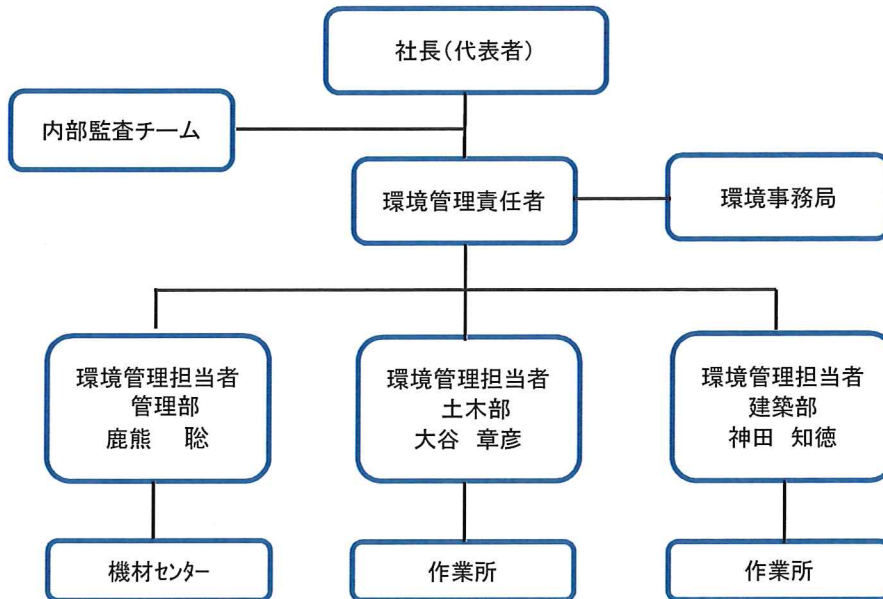 社長(代表者)
内部監査チーム
環境管理責任者
環境事務局
環境管理担当者
管理部
鹿熊　聡
環境管理担当者
土木部
大谷 章彦
環境管理担当者
建築部
神田 知徳
機材センター
作業所
作業所